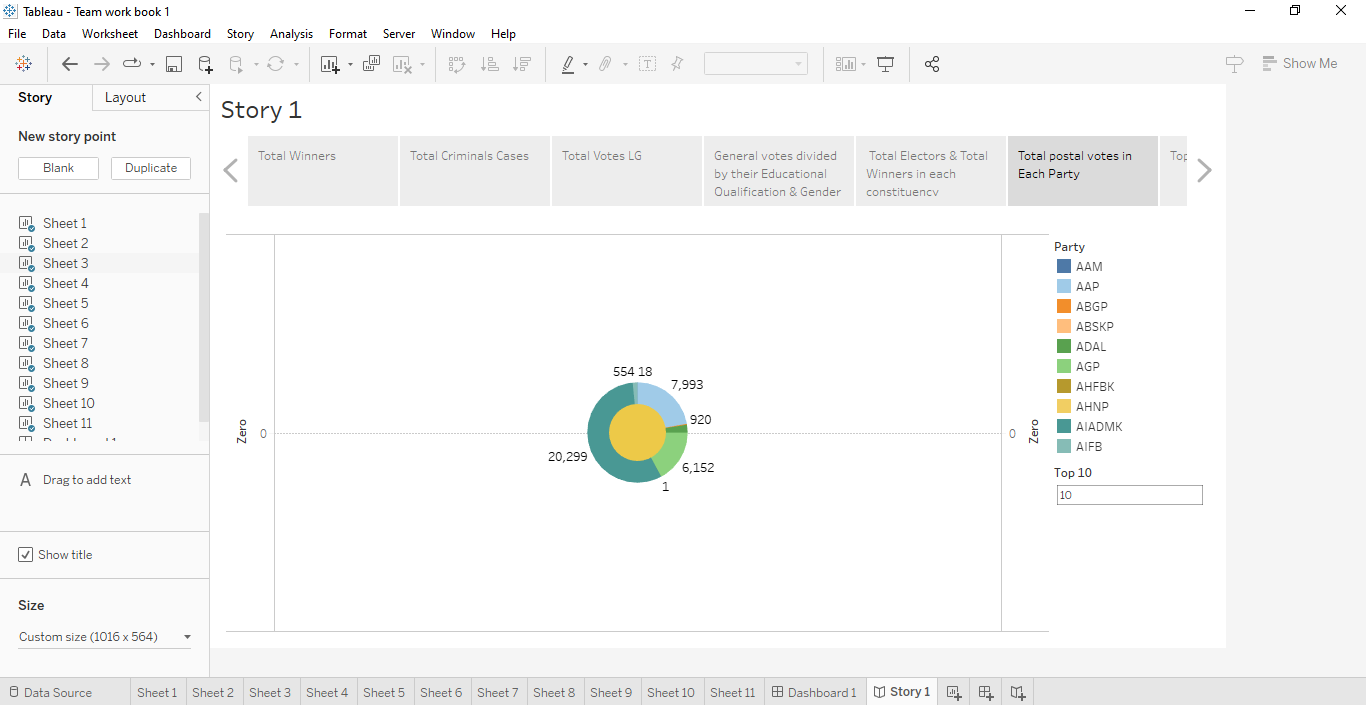 Tableau - Team work book 1
File Data Worksheet Dashboard Story Analysis Format Server Window Help
Show Me
Story
Layout
New story point
Blank
Duplicate
Sheet 1
Sheet 2
Sheet 3
Sheet 4
Sheet 5
Sheet 6
Sheet 7
Sheet 8
Sheet 9
Sheet 10
Sheet 11
A Drag to add text
Show title
Size
Custom size (1016 x 564)
Story 1
Total Winners
Total Criminals Cases
Total Votes LG
General votes divided
by their Educational
Qualification & Gender
Total Electors & Total
Winners in each
constituency
Total postal votes in
Each Party
Zero
0
554
18
7,993
920
6,152
1
20,299
0
Zero
Party
AAM
AAP
ABGP
ABSKP
ADAL
AGP
AHFBK
AHNP
AIADMK
AIFB
Top 10
10
Data Source Sheet 1 Sheet 2 Sheet 3 Sheet 4 Sheet 5 Sheet 6 Sheet 7 Sheet 8 Sheet 9 Sheet 10 Sheet 11 Dashboard 1 Story 1